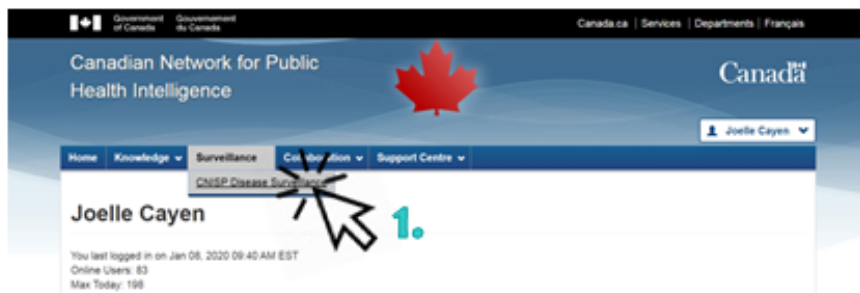 Government of Canada
Gouvernement du Canada
Canada.ca | Services | Departments | Français
Canadian Network for Public
Health Intelligence
Canada
Joelle Cayen
Home Knowledge Surveillance Collaboration Support Centre
CNISP Disease Surveillance
Joelle Cayen
1.
You last logged in on Jan 08, 2020 09:40 AM EST
Online Users: 83
Max Today: 198